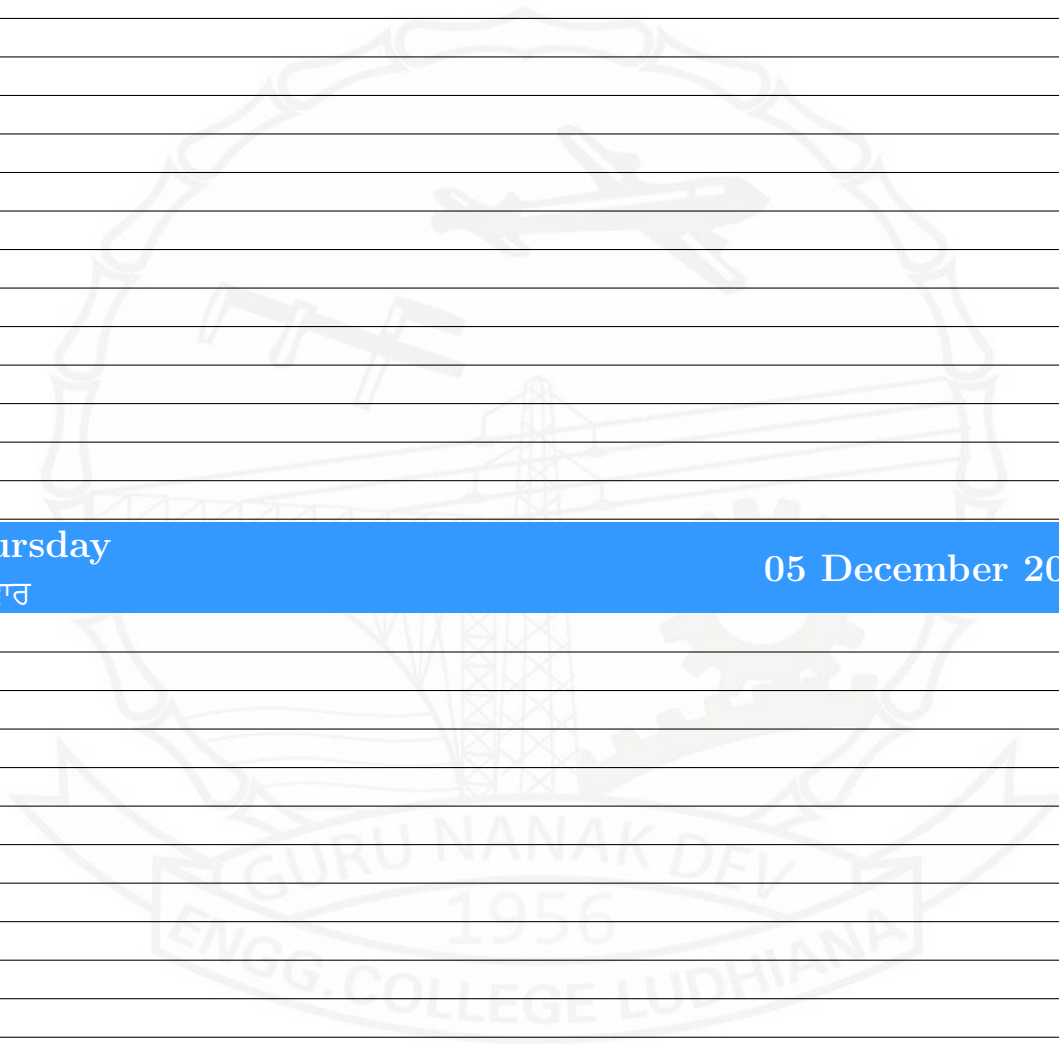 ursday
ਵਾਰ
05 December 20
GURU NANAK DEV
1956
ENGG.COLLEGE LUDHIANA